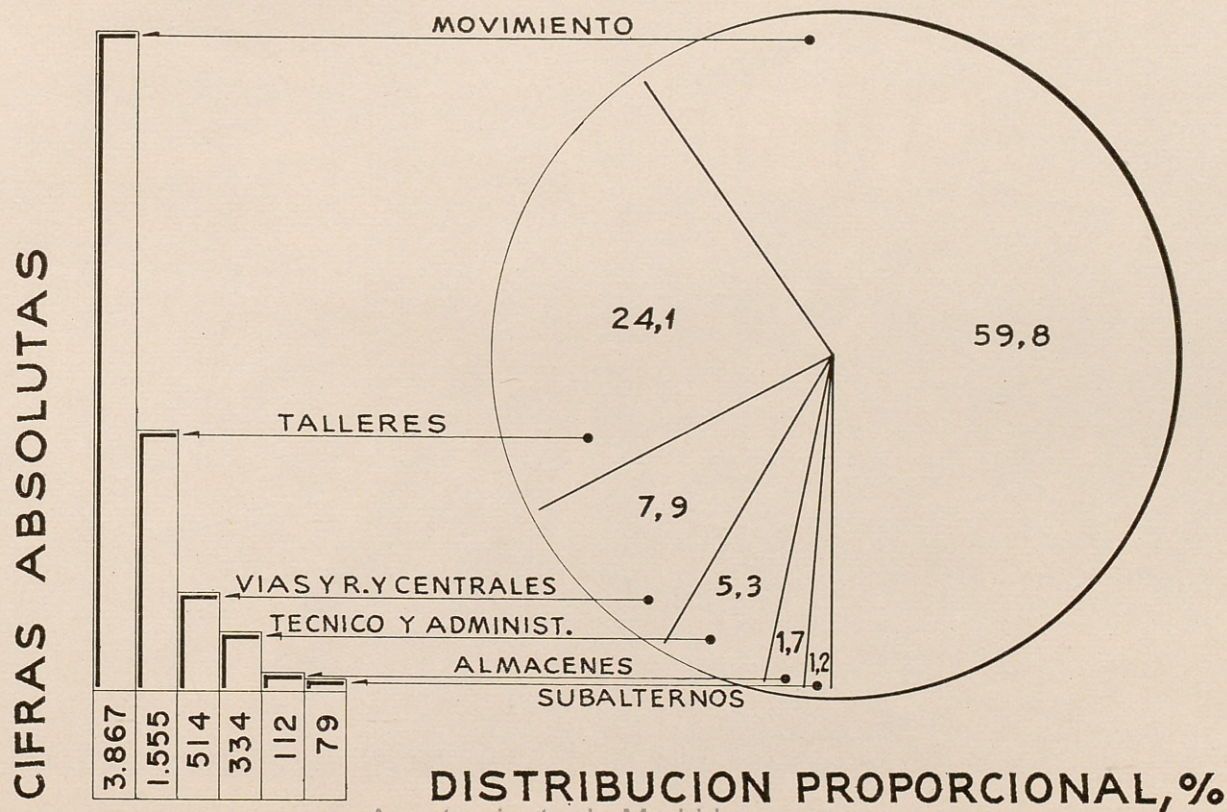 MOVIMIENTO
59,8
24,1
TALLERES
7,9
VIAS Y R. Y CENTRALES
5,3
TECNICO Y ADMINIST.
1,7
1,2
ALMACENES
SUBALTERNOS
CIFRAS ABSOLUTAS
3.867
1.555
514
334
112
79
DISTRIBUCION PROPORCIONAL, %